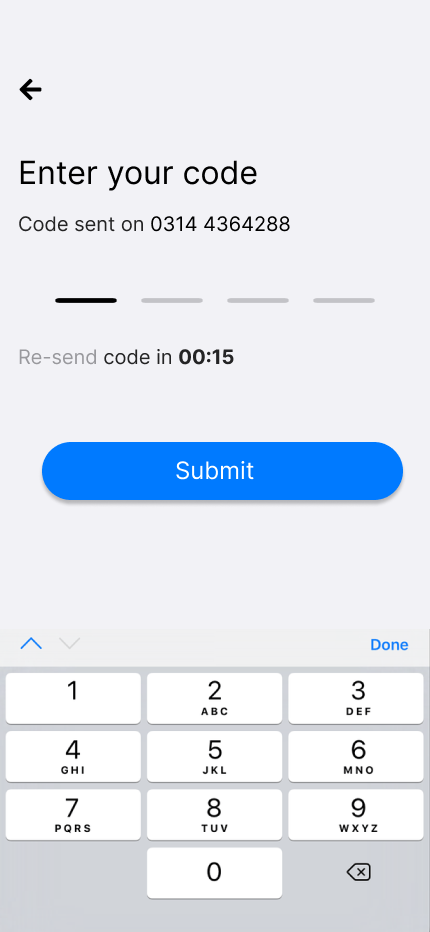 Enter your code
Code sent on 0314 4364288
Re-send code in 00:15
Submit
Done
1 2 3
ABC DEF
4 5 6
GHI JKL MNO
7 8 9
PQRS TUV WXYZ
0